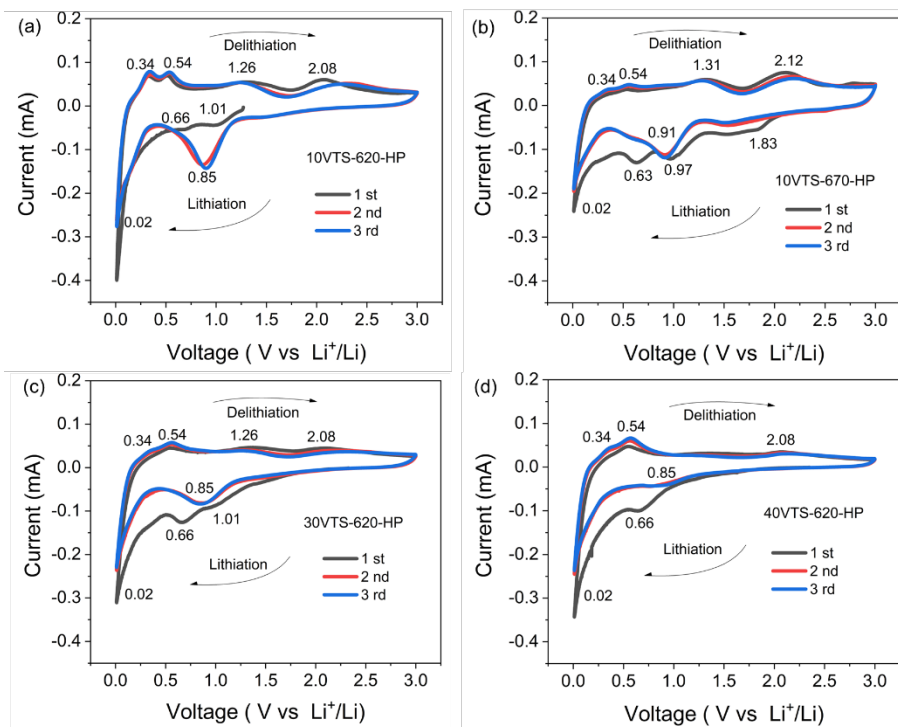 (a)
Delithiation
0.34 0.54 1.26 2.08
0.66 1.01
0.85
0.02
10VTS-620-HP
Lithiation
1 st
2 nd
3 rd
0.2
0.1
0.0
-0.1
-0.2
-0.3
-0.4
Current (mA)
0.0 0.5 1.0 1.5 2.0 2.5 3.0
Voltage ( V vs Li⁺/Li)
(b)
Delithiation
0.34 0.54 1.31 2.12
0.91
0.63 0.97 1.83
0.02
10VTS-670-HP
Lithiation
1 st
2 nd
3 rd
0.2
0.1
0.0
-0.1
-0.2
-0.3
-0.4
Current (mA)
0.0 0.5 1.0 1.5 2.0 2.5 3.0
Voltage ( V vs Li⁺/Li)
(c)
Delithiation
0.34 0.54 1.26 2.08
0.85
0.66 1.01
0.02
30VTS-620-HP
Lithiation
1 st
2 nd
3 rd
0.2
0.1
0.0
-0.1
-0.2
-0.3
-0.4
Current (mA)
0.0 0.5 1.0 1.5 2.0 2.5 3.0
Voltage ( V vs Li⁺/Li)
(d)
Delithiation
0.34 0.54 2.08
0.85
0.66
0.02
40VTS-620-HP
Lithiation
1 st
2 nd
3 rd
0.2
0.1
0.0
-0.1
-0.2
-0.3
-0.4
Current (mA)
0.0 0.5 1.0 1.5 2.0 2.5 3.0
Voltage ( V vs Li⁺/Li)